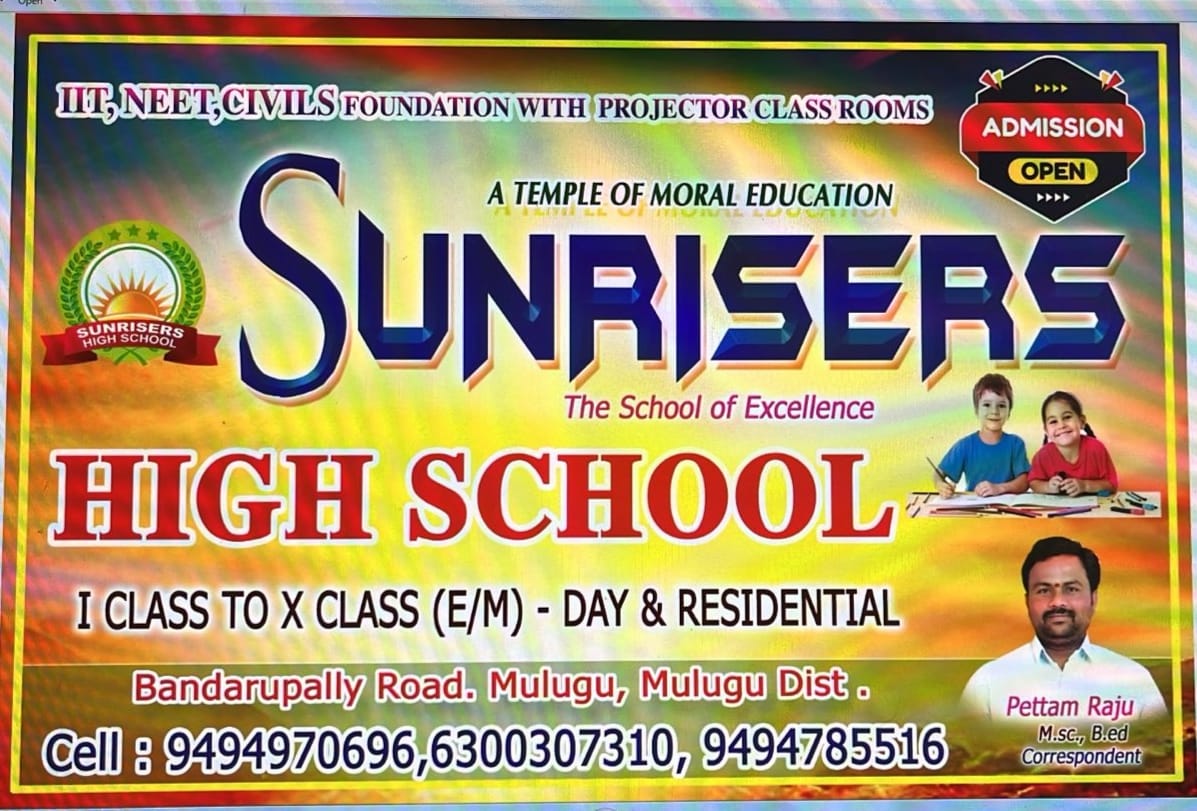 Open
IIT, NEET,CIVILS FOUNDATION WITH PROJECTOR CLASS ROOMS
ADMISSION
OPEN
A TEMPLE OF MORAL EDUCATION
SUNRISERS
SUNRISERS
HIGH SCHOOL
The School of Excellence
HIGH SCHOOL
I CLASS TO X CLASS (E/M) - DAY & RESIDENTIAL
Bandarupally Road. Mulugu, Mulugu Dist .
Cell : 9494970696,6300307310, 9494785516
Pettam Raju
M.sc., B.ed
Correspondent